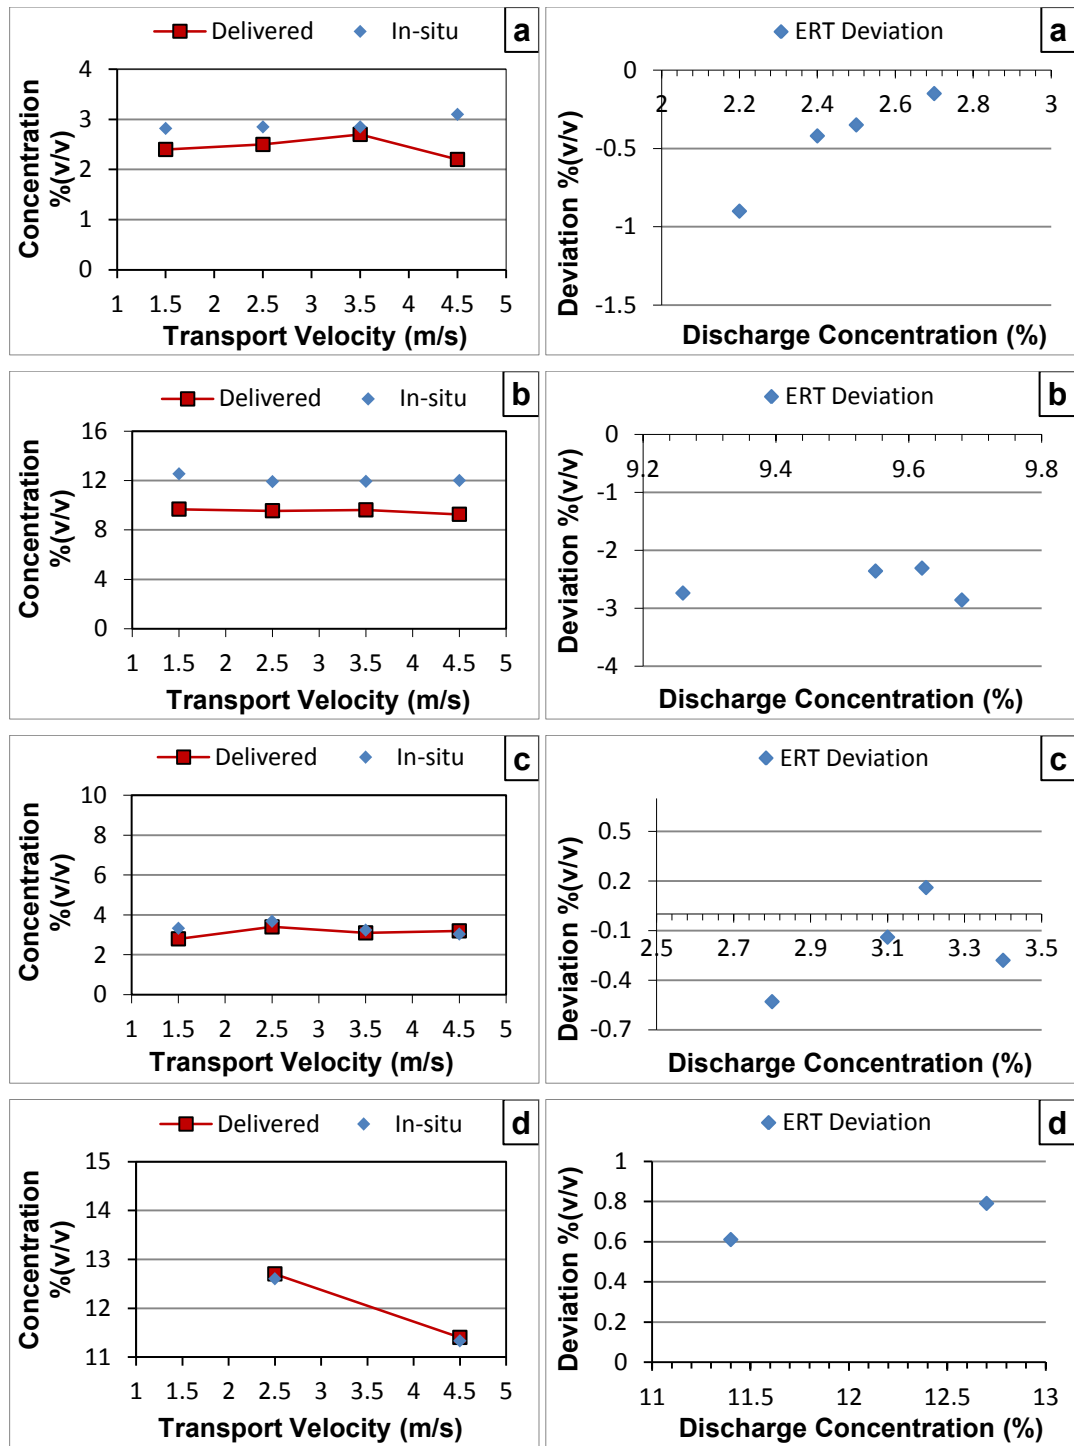 Delivered In-situ a
Concentration
%(v/v)
4
3
2
1
0
1 1.5 2 2.5 3 3.5 4 4.5 5
Transport Velocity (m/s)
ERT Deviation a
Deviation %(v/v)
0
-0.5
-1
-1.5
2 2.2 2.4 2.6 2.8 3
Discharge Concentration (%)
Delivered In-situ b
Concentration
%(v/v)
16
12
8
4
0
1 1.5 2 2.5 3 3.5 4 4.5 5
Transport Velocity (m/s)
ERT Deviation b
Deviation %(v/v)
0
-1
-2
-3
-4
9.2 9.4 9.6 9.8
Discharge Concentration (%)
Delivered In-situ c
Concentration
%(v/v)
10
8
6
4
2
0
1 1.5 2 2.5 3 3.5 4 4.5 5
Transport Velocity (m/s)
ERT Deviation c
Deviation %(v/v)
0.5
0.2
-0.1
-0.4
-0.7
2.5 2.7 2.9 3.1 3.3 3.5
Discharge Concentration (%)
Delivered In-situ d
Concentration
%(v/v)
15
14
13
12
11
1 1.5 2 2.5 3 3.5 4 4.5 5
Transport Velocity (m/s)
ERT Deviation d
Deviation %(v/v)
1
0.8
0.6
0.4
0.2
0
11 11.5 12 12.5 13
Discharge Concentration (%)